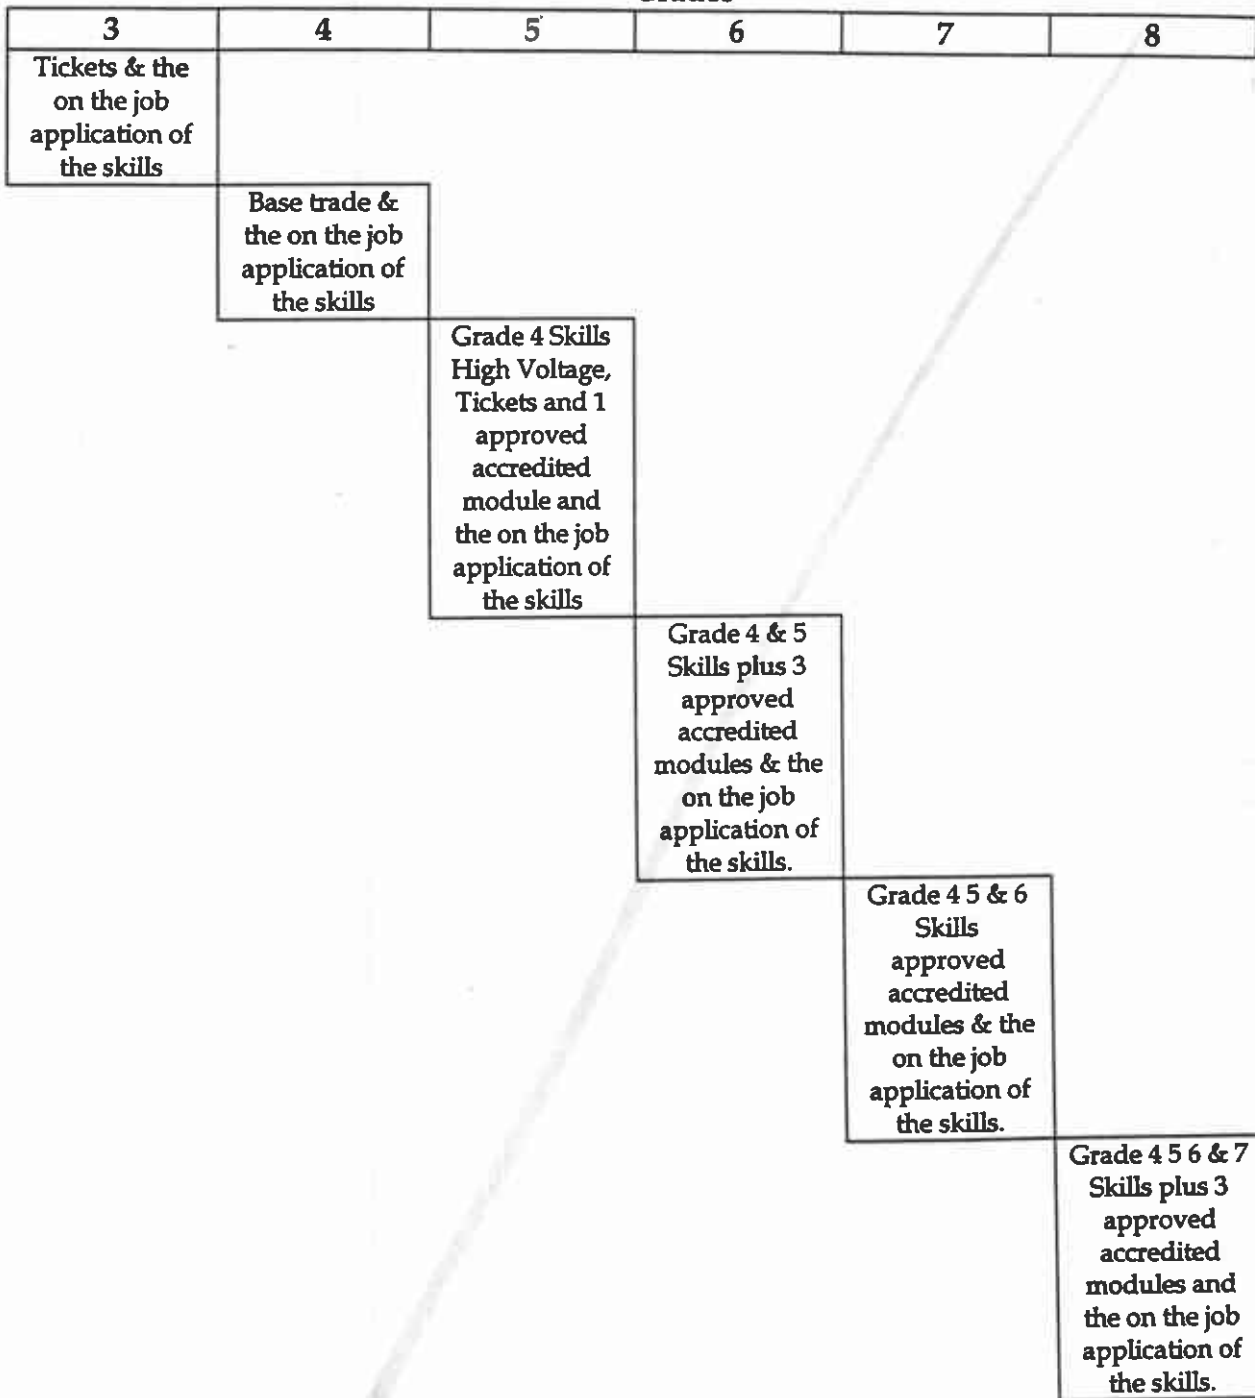 3 4 5 6 7 8
Tickets & the
on the job
application of
the skills
Base trade &
the on the job
application of
the skills
Grade 4 Skills
High Voltage,
Tickets and 1
approved
accredited
module and
the on the job
application of
the skills
Grade 4 & 5
Skills plus 3
approved
accredited
modules & the
on the job
application of
the skills.
Grade 4 5 & 6
Skills
approved
accredited
modules & the
on the job
application of
the skills.
Grade 4 5 6 & 7
Skills plus 3
approved
accredited
modules and
the on the job
application of
the skills.